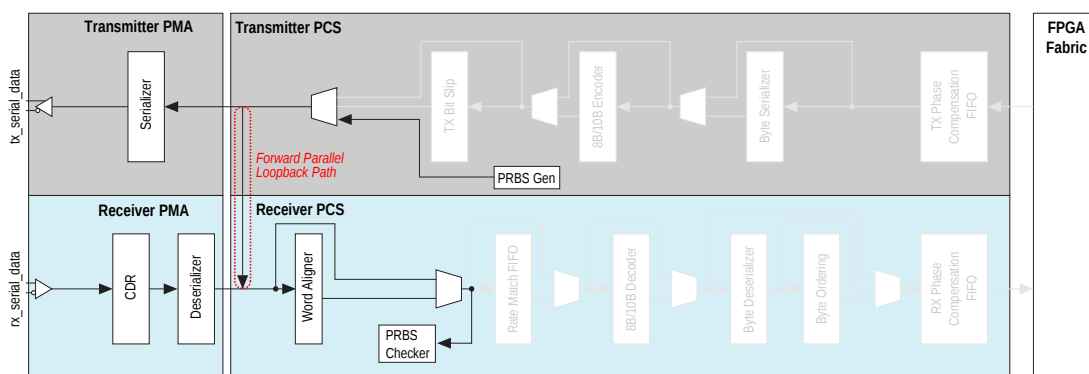 Transmitter PMA
Transmitter PCS
FPGA
Fabric
tx_serial_data
Serializer
Forward Parallel
Loopback Path
TX Bit Slip
8B/10B Encoder
Byte Serializer
TX Phase
Compensation
FIFO
PRBS Gen
Receiver PMA
Receiver PCS
rx_serial_data
CDR
Deserializer
Word Aligner
PRBS
Checker
Rate Match FIFO
8B/10B Decoder
Byte Deserializer
Byte Ordering
RX Phase
Compensation
FIFO